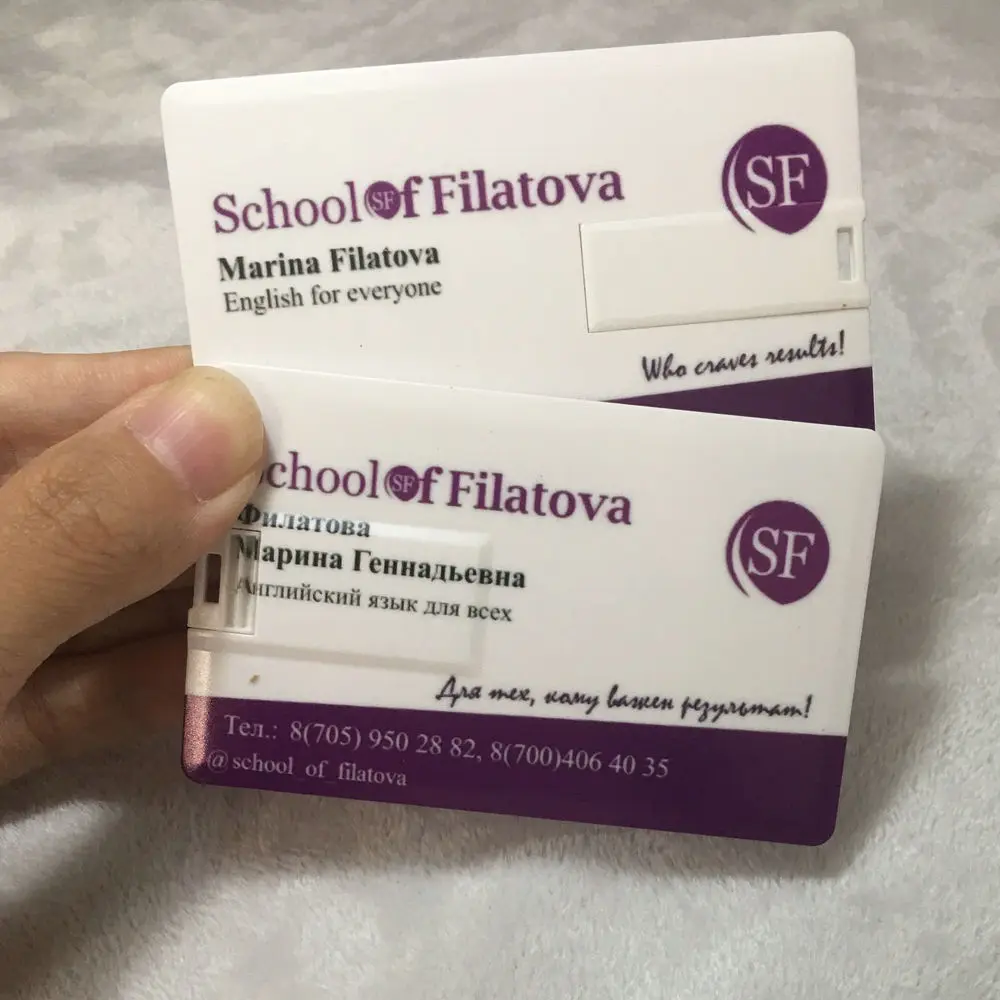 School SF of Filatova
SF
Marina Filatova
English for everyone
Who craves results!
School SF of Filatova
SF
Филатова
Марина Геннадьевна
Английский язык для всех
Для тех, кому важен результат!
Тел.: 8(705) 950 28 82, 8(700)406 40 35
@school_of_filatova